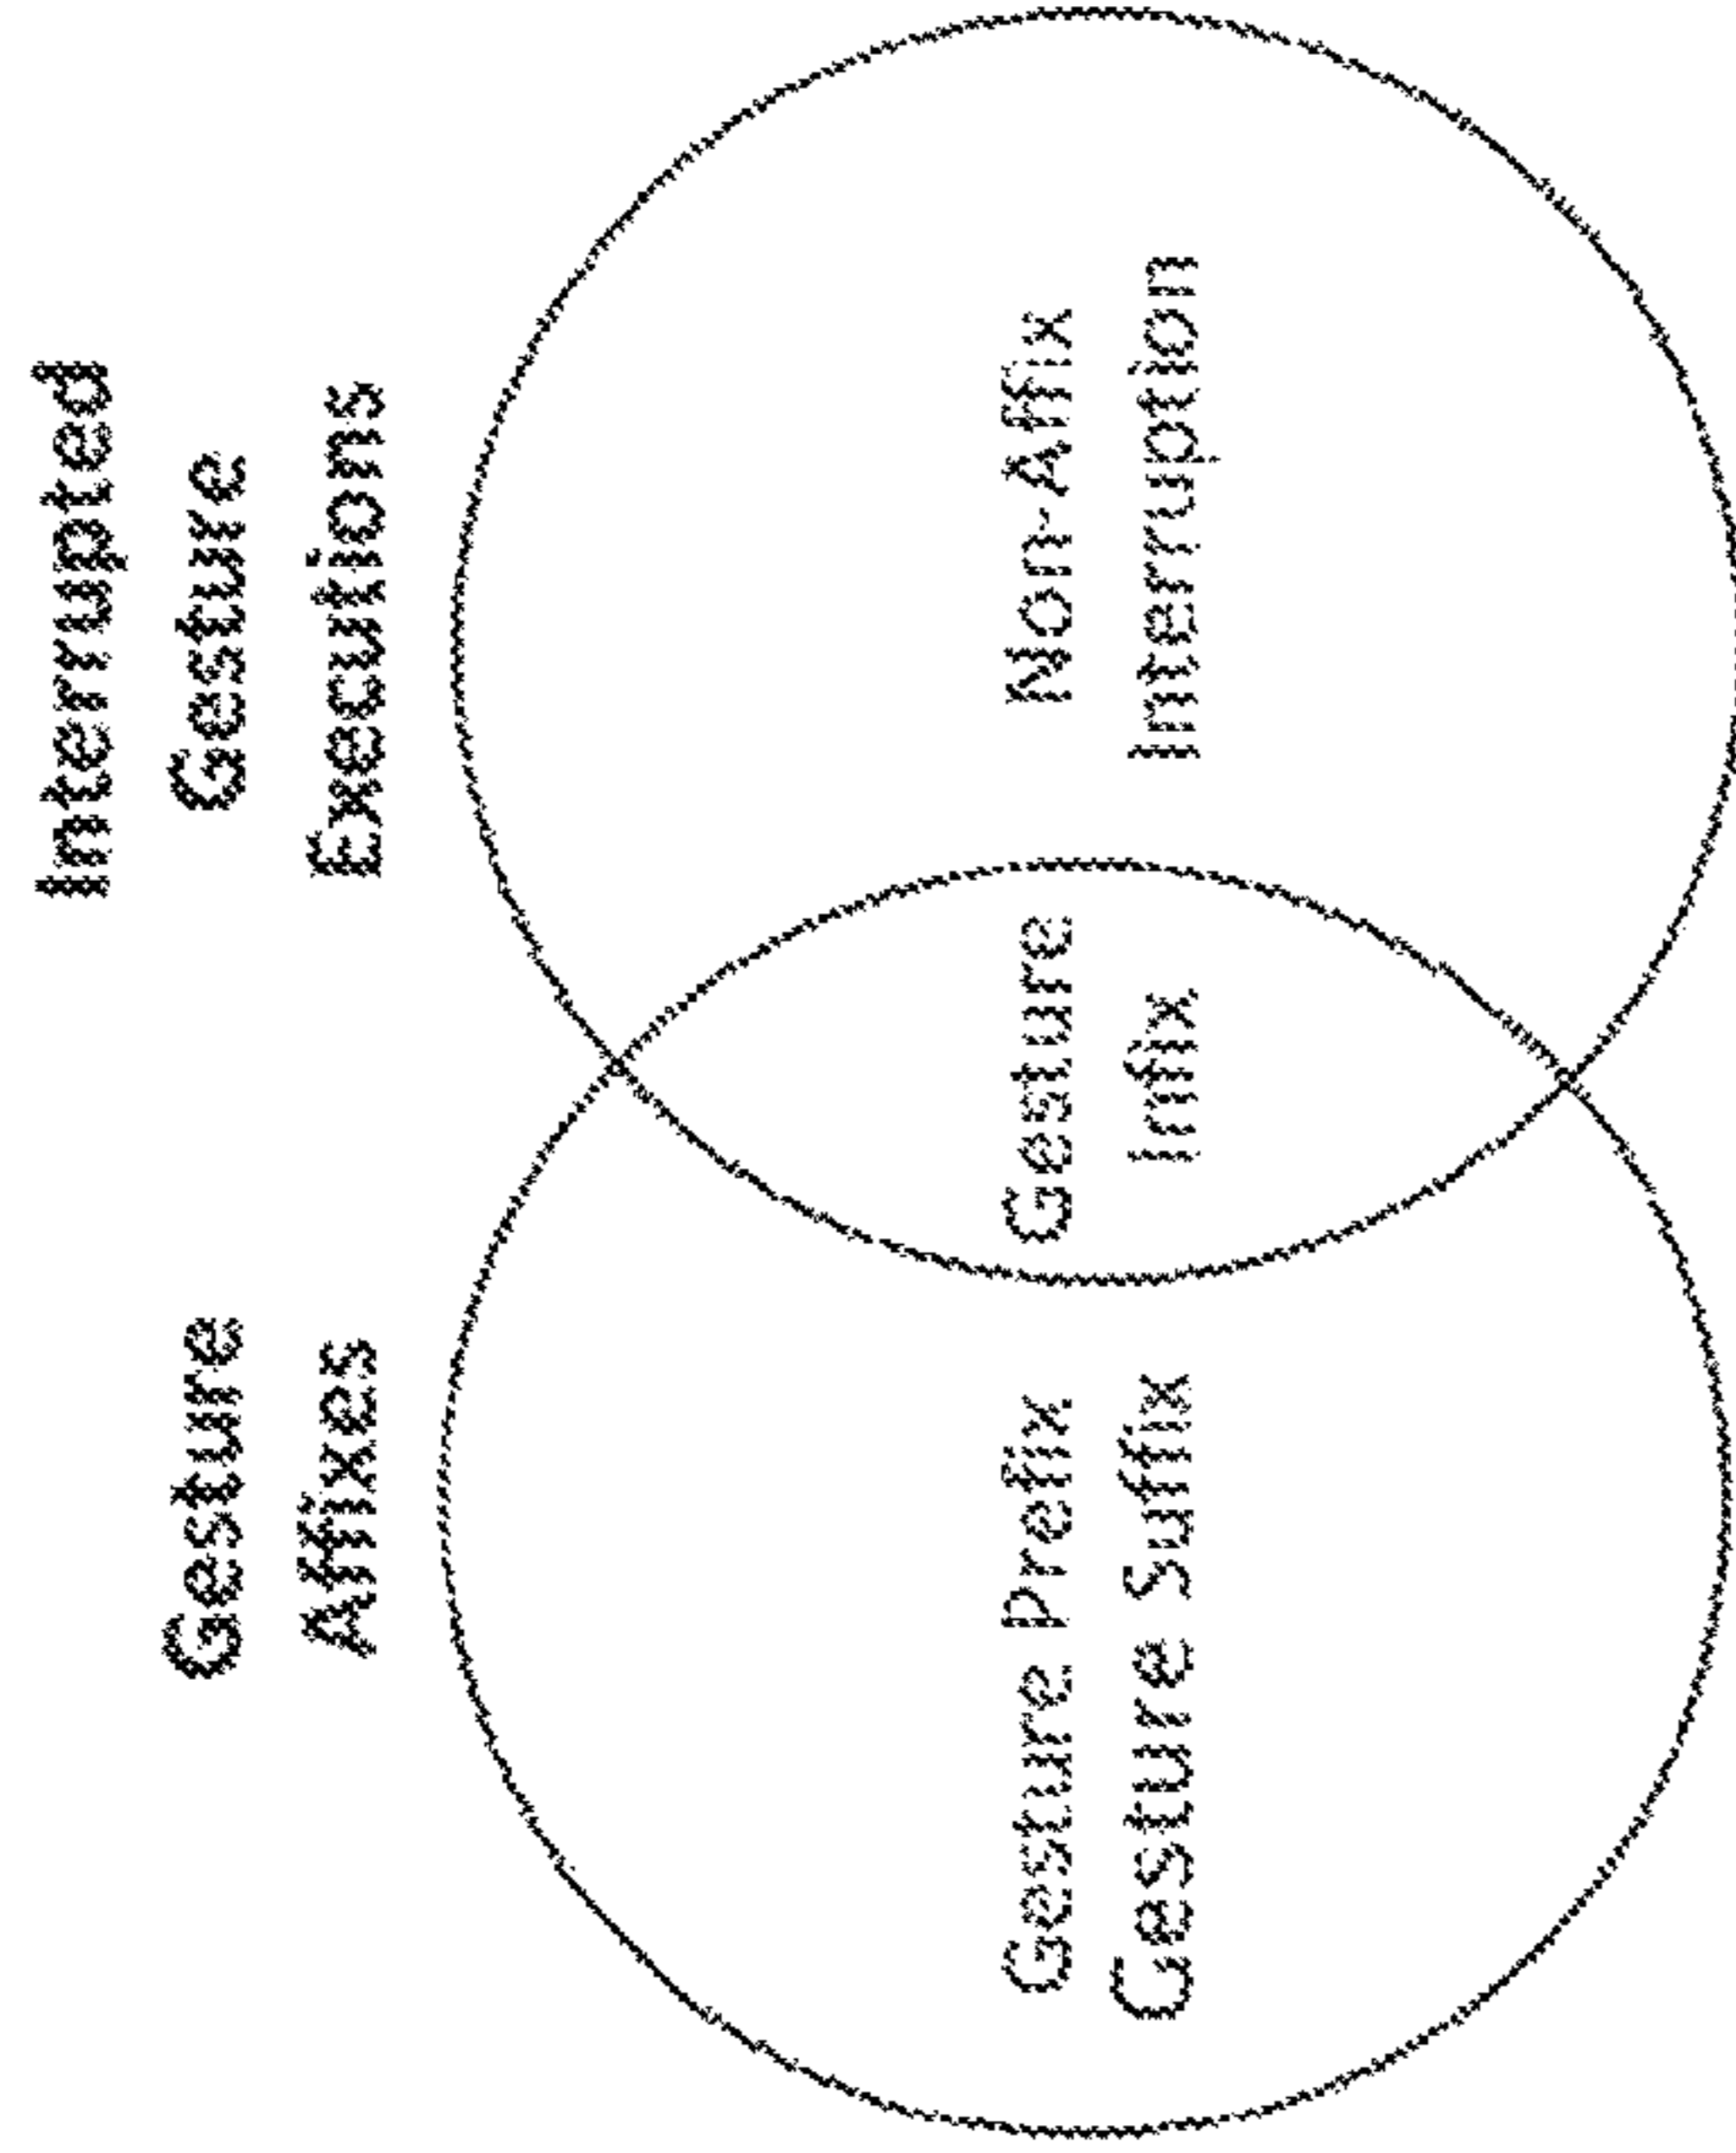 Gesture
Affixes
Interrupted
Gesture
Executions
Gesture Prefix
Gesture Suffix
Gesture
Infix
Non-Affix
Interruption